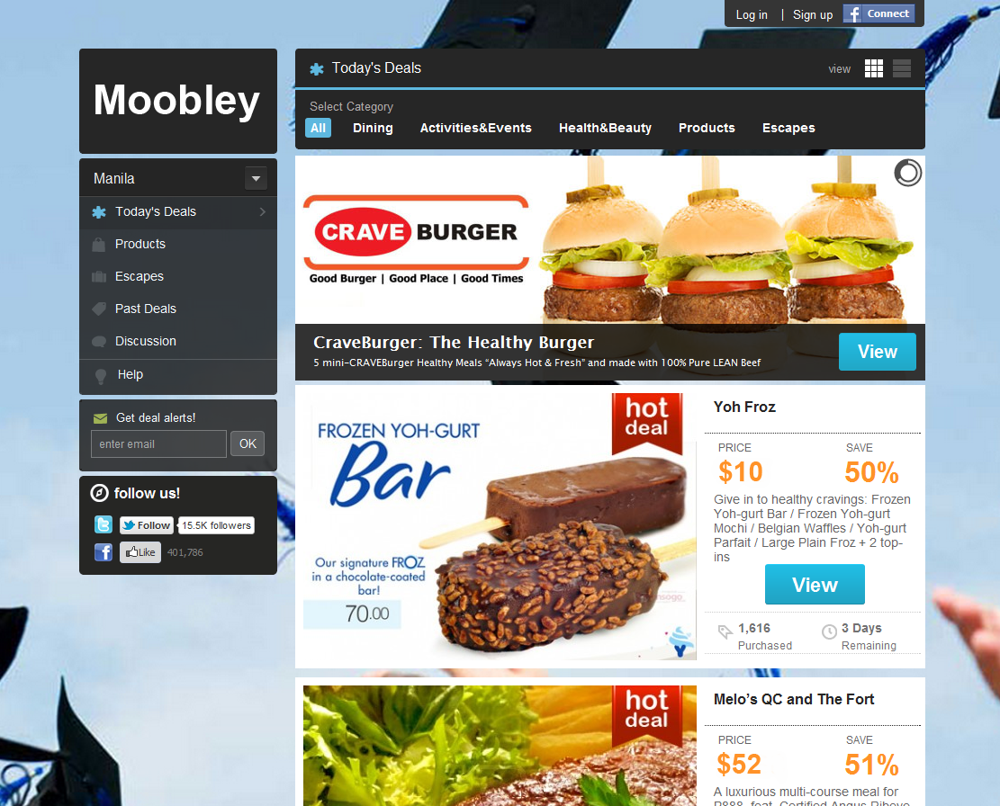 Log in | Sign up f Connect
Moobley
Today's Deals
view
Select Category
All Dining Activities&Events Health&Beauty Products Escapes
Manila
Today's Deals
Products
Escapes
Past Deals
Discussion
Help
Get deal alerts!
enter email OK
follow us!
Follow 15.5K followers
f Like 401,786
CRAVE BURGER
Good Burger | Good Place | Good Times
CraveBurger: The Healthy Burger
5 mini-CRAVEBurger Healthy Meals “Always Hot & Fresh” and made with 100% Pure LEAN Beef
View
hot
deal
FROZEN YOH-GURT
Bar
Our signature FROZ
in a chocolate-coated
bar!
70.00
Yoh Froz
PRICE SAVE
$10 50%
Give in to healthy cravings: Frozen
Yoh-gurt Bar / Frozen Yoh-gurt
Mochi / Belgian Waffles / Yoh-gurt
Parfait / Large Plain Froz + 2 top-
ins
View
1,616 3 Days
Purchased Remaining
hot
deal
Melo’s QC and The Fort
PRICE SAVE
$52 51%
A luxurious multi-course meal for